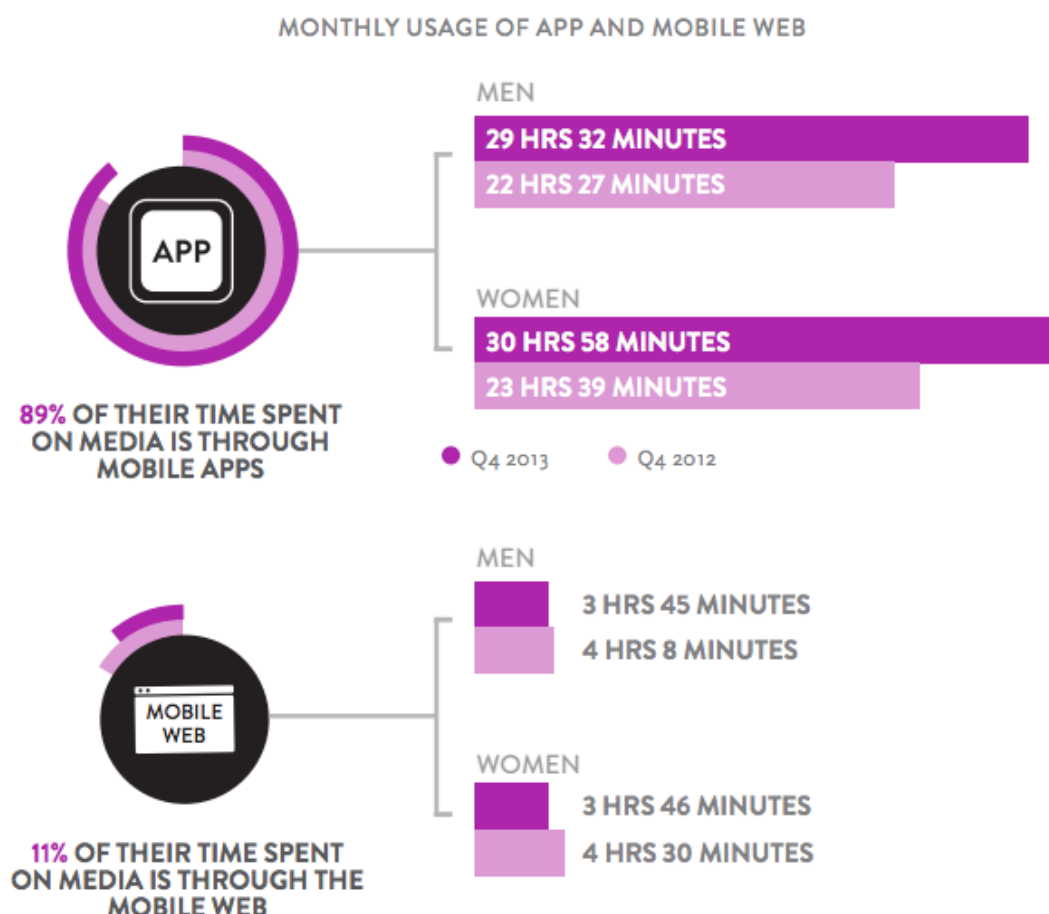 MONTHLY USAGE OF APP AND MOBILE WEB
MEN
29 HRS 32 MINUTES
22 HRS 27 MINUTES
APP
WOMEN
30 HRS 58 MINUTES
23 HRS 39 MINUTES
89% OF THEIR TIME SPENT
ON MEDIA IS THROUGH
MOBILE APPS
Q4 2013
Q4 2012
MEN
3 HRS 45 MINUTES
4 HRS 8 MINUTES
MOBILE
WEB
WOMEN
3 HRS 46 MINUTES
4 HRS 30 MINUTES
11% OF THEIR TIME SPENT
ON MEDIA IS THROUGH THE
MOBILE WEB